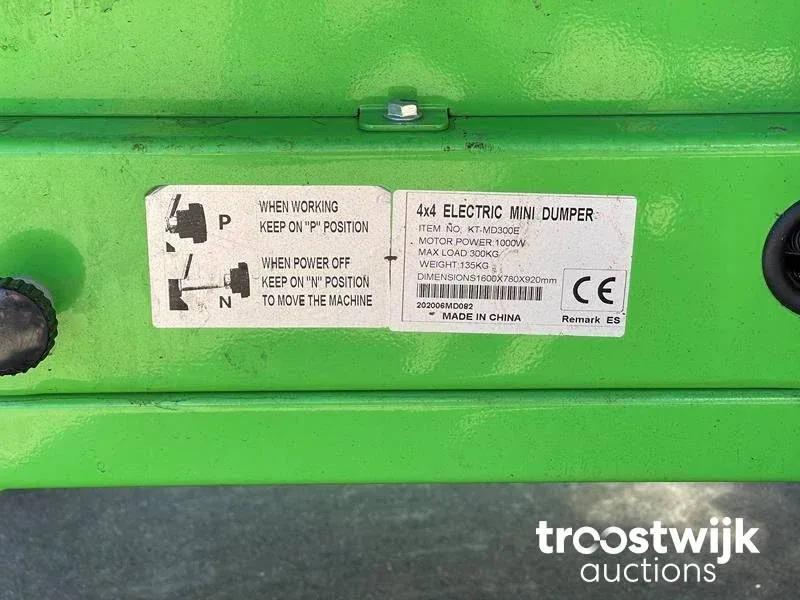 P
WHEN WORKING
KEEP ON "P" POSITION
N
WHEN POWER OFF
KEEP ON "N" POSITION
TO MOVE THE MACHINE
4x4 ELECTRIC MINI DUMPER
ITEM NO. KT-MD300E
MOTOR POWER:1000W
MAX LOAD 300KG
WEIGHT:135KG
DIMENSIONS1600X780X920mm
202006MD082
MADE IN CHINA
CE
Remark ES
troostwijk
auctions